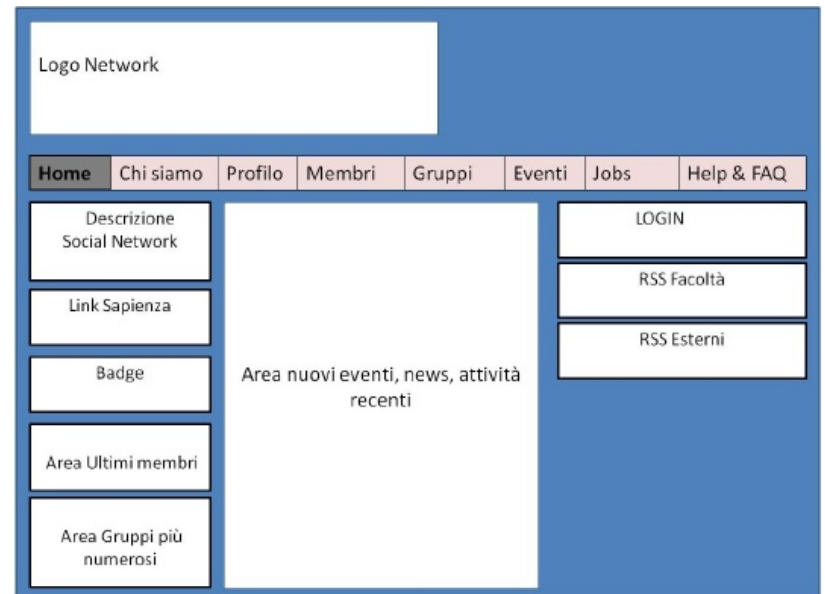 Logo Network
Home Chi siamo Profilo Membri Gruppi Eventi Jobs Help & FAQ
Descrizione
Social Network
Link Sapienza
Badge
Area Ultimi membri
Area Gruppi più
numerosi
Area nuovi eventi, news, attività
recenti
LOGIN
RSS Facoltà
RSS Esterni